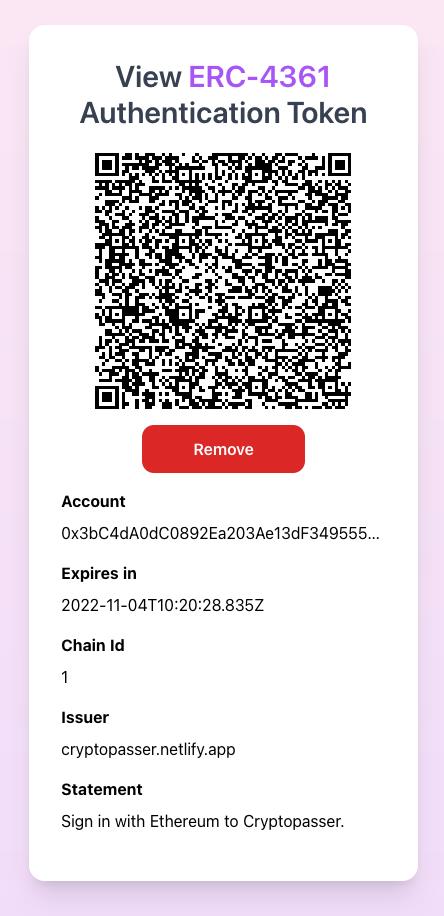 View ERC-4361
Authentication Token
Remove
Account
0x3bC4dA0dC0892Ea203Ae13dF349555...
Expires in
2022-11-04T10:20:28.835Z
Chain Id
1
Issuer
cryptopasser.netlify.app
Statement
Sign in with Ethereum to Cryptopasser.